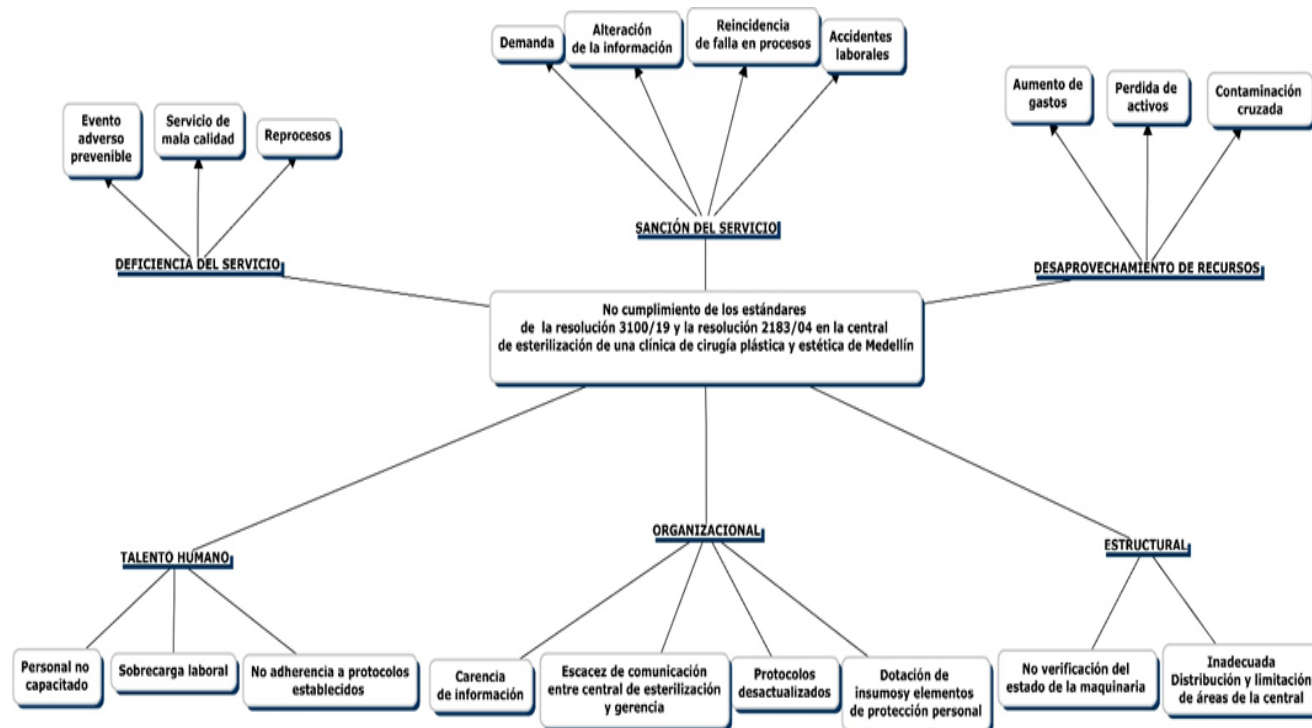 Demanda
Alteración
de la información
Reincidencia
de falla en procesos
Accidentes
laborales
Aumento de
gastos
Perdida de
activos
Contaminación
cruzada
Evento
adverso
prevenible
Servicio de
mala calidad
Reprocesos
SANCIÓN DEL SERVICIO
DEFICIENCIA DEL SERVICIO
DESAPROVECHAMIENTO DE RECURSOS
No cumplimiento de los estándares
de la resolución 3100/19 y la resolución 2183/04 en la central
de esterilización de una clínica de cirugía plástica y estética de Medellín
TALENTO HUMANO
ORGANIZACIONAL
ESTRUCTURAL
Personal no
capacitado
Sobrecarga laboral
No adherencia a protocolos
establecidos
Carencia
de información
Escacez de comunicación
entre central de esterilización
y gerencia
Protocolos
desactualizados
Dotación de
insumosy elementos
de protección personal
No verificación del
estado de la maquinaria
Inadecuada
Distribución y limitación
de áreas de la central